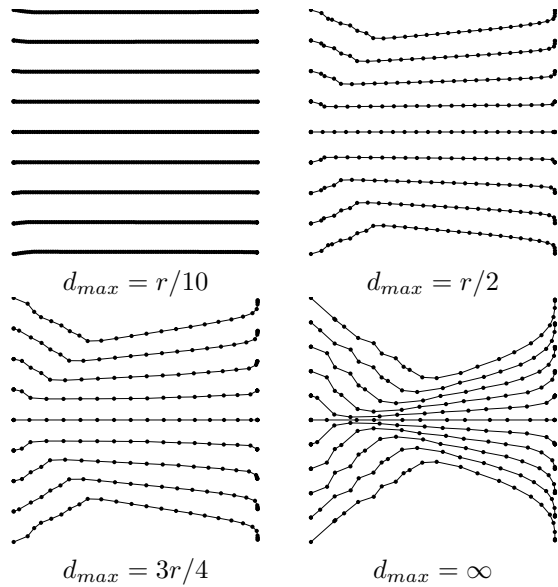 d_{max} = r/10
d_{max} = r/2
d_{max} = 3r/4
d_{max} = ∞